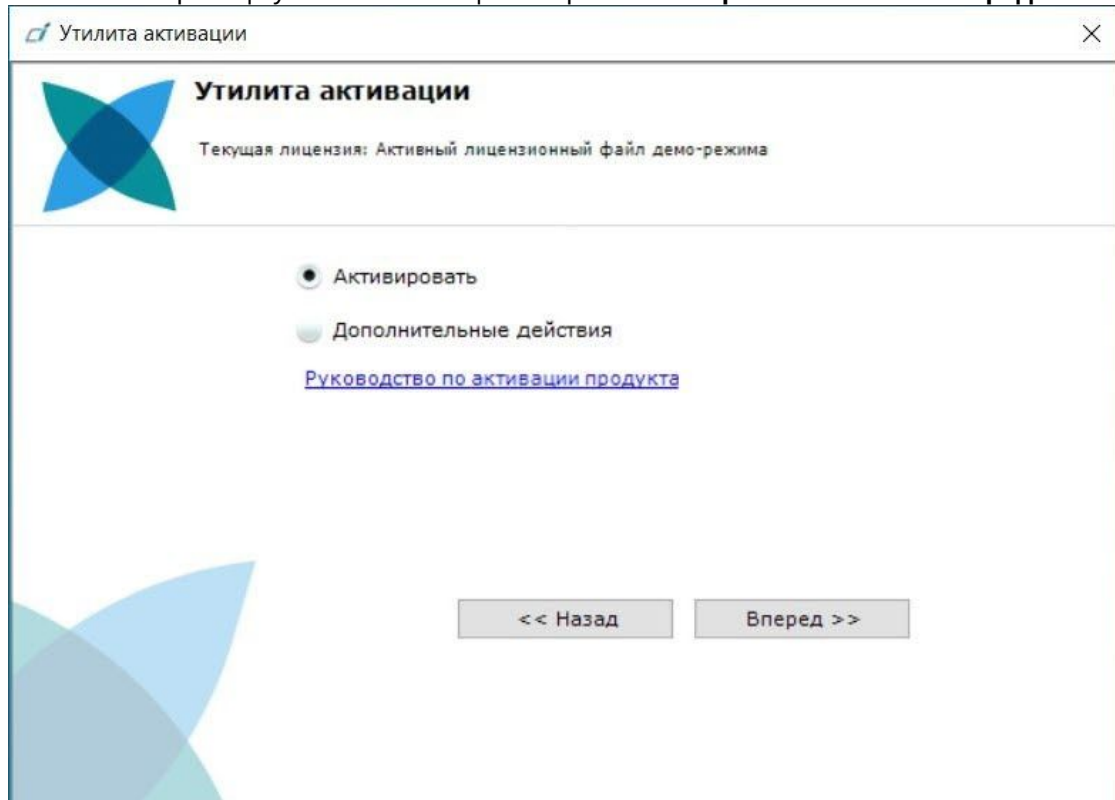 Утилита активации
Утилита активации
Текущая лицензия: Активный лицензионный файл демо-режима
Активировать
Дополнительные действия
Руководство по активации продукта
<< Назад
Вперед >>